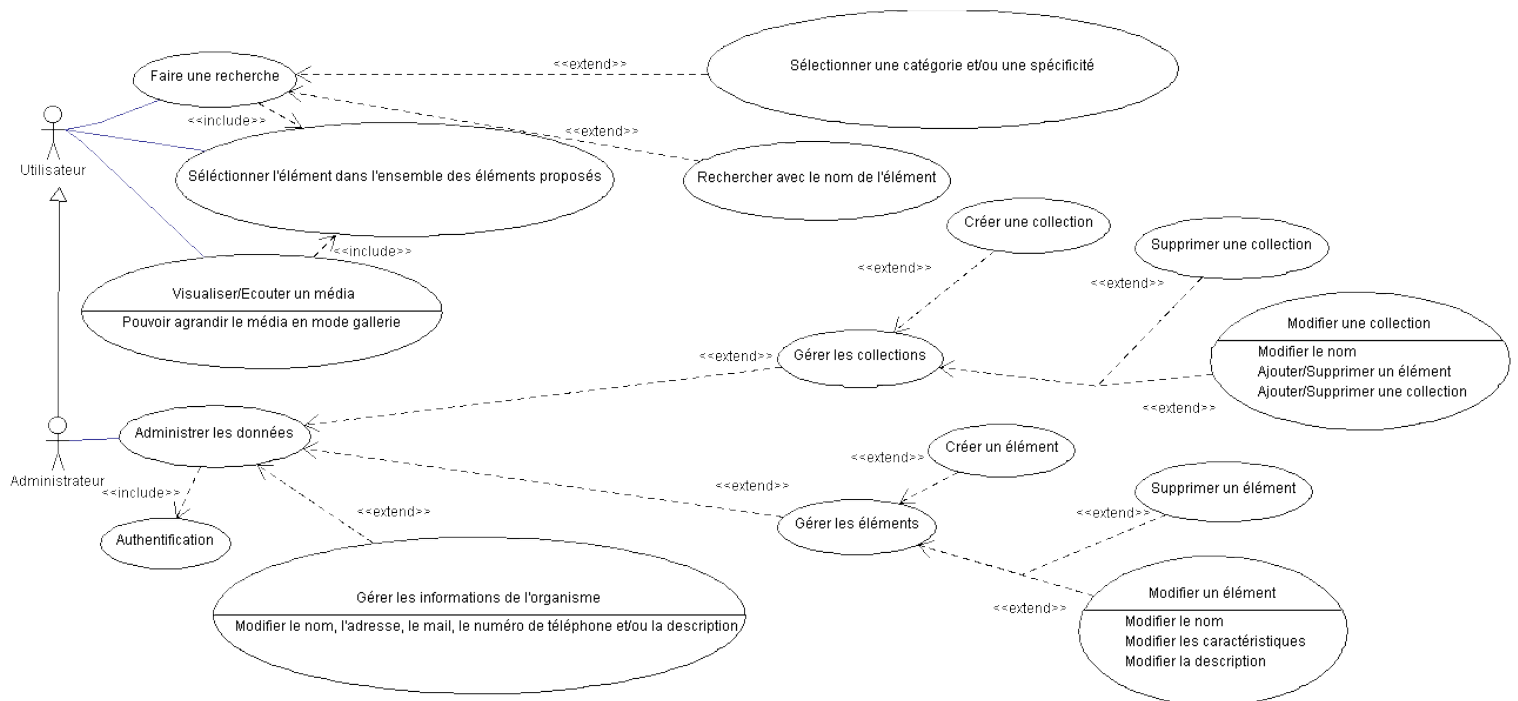 Faire une recherche
<<extend>>
Sélectionner une catégorie et/ou une spécificité
<<include>>
<<extend>>
Utilisateur
Séléctionner l'élément dans l'ensemble des éléments proposés
Rechercher avec le nom de l'élément
<<include>>
Créer une collection
Supprimer une collection
<<extend>>
<<extend>>
Visualiser/Ecouter un média
Pouvoir agrandir le média en mode gallerie
Modifier une collection
Modifier le nom
Ajouter/Supprimer un élément
Ajouter/Supprimer une collection
<<extend>>
Gérer les collections
<<extend>>
Administrer les données
Administrateur
<<include>>
Authentification
<<extend>>
<<extend>>
Créer un élément
<<extend>>
Supprimer un élément
<<extend>>
Gérer les éléments
Gérer les informations de l'organisme
Modifier le nom, l'adresse, le mail, le numéro de téléphone et/ou la description
<<extend>>
Modifier un élément
Modifier le nom
Modifier les caractéristiques
Modifier la description